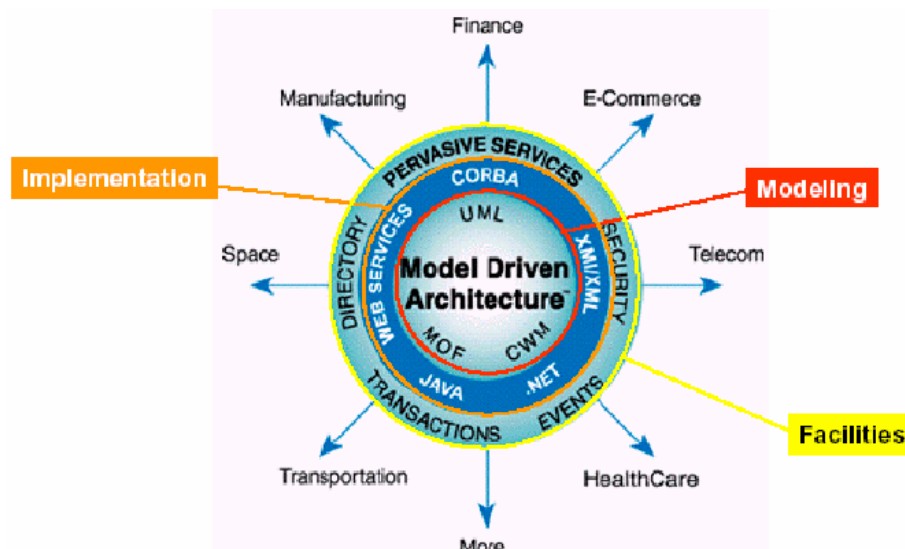 Finance
Manufacturing
E-Commerce
PERVASIVE SERVICES
Implementation
CORBA
Modeling
UML
DIRECTORY
WEB SERVICES
XMI/XML
SECURITY
Space
Model Driven
Architecture™
Telecom
MOF
CWM
JAVA
.NET
TRANSACTIONS
EVENTS
Facilities
Transportation
HealthCare
More